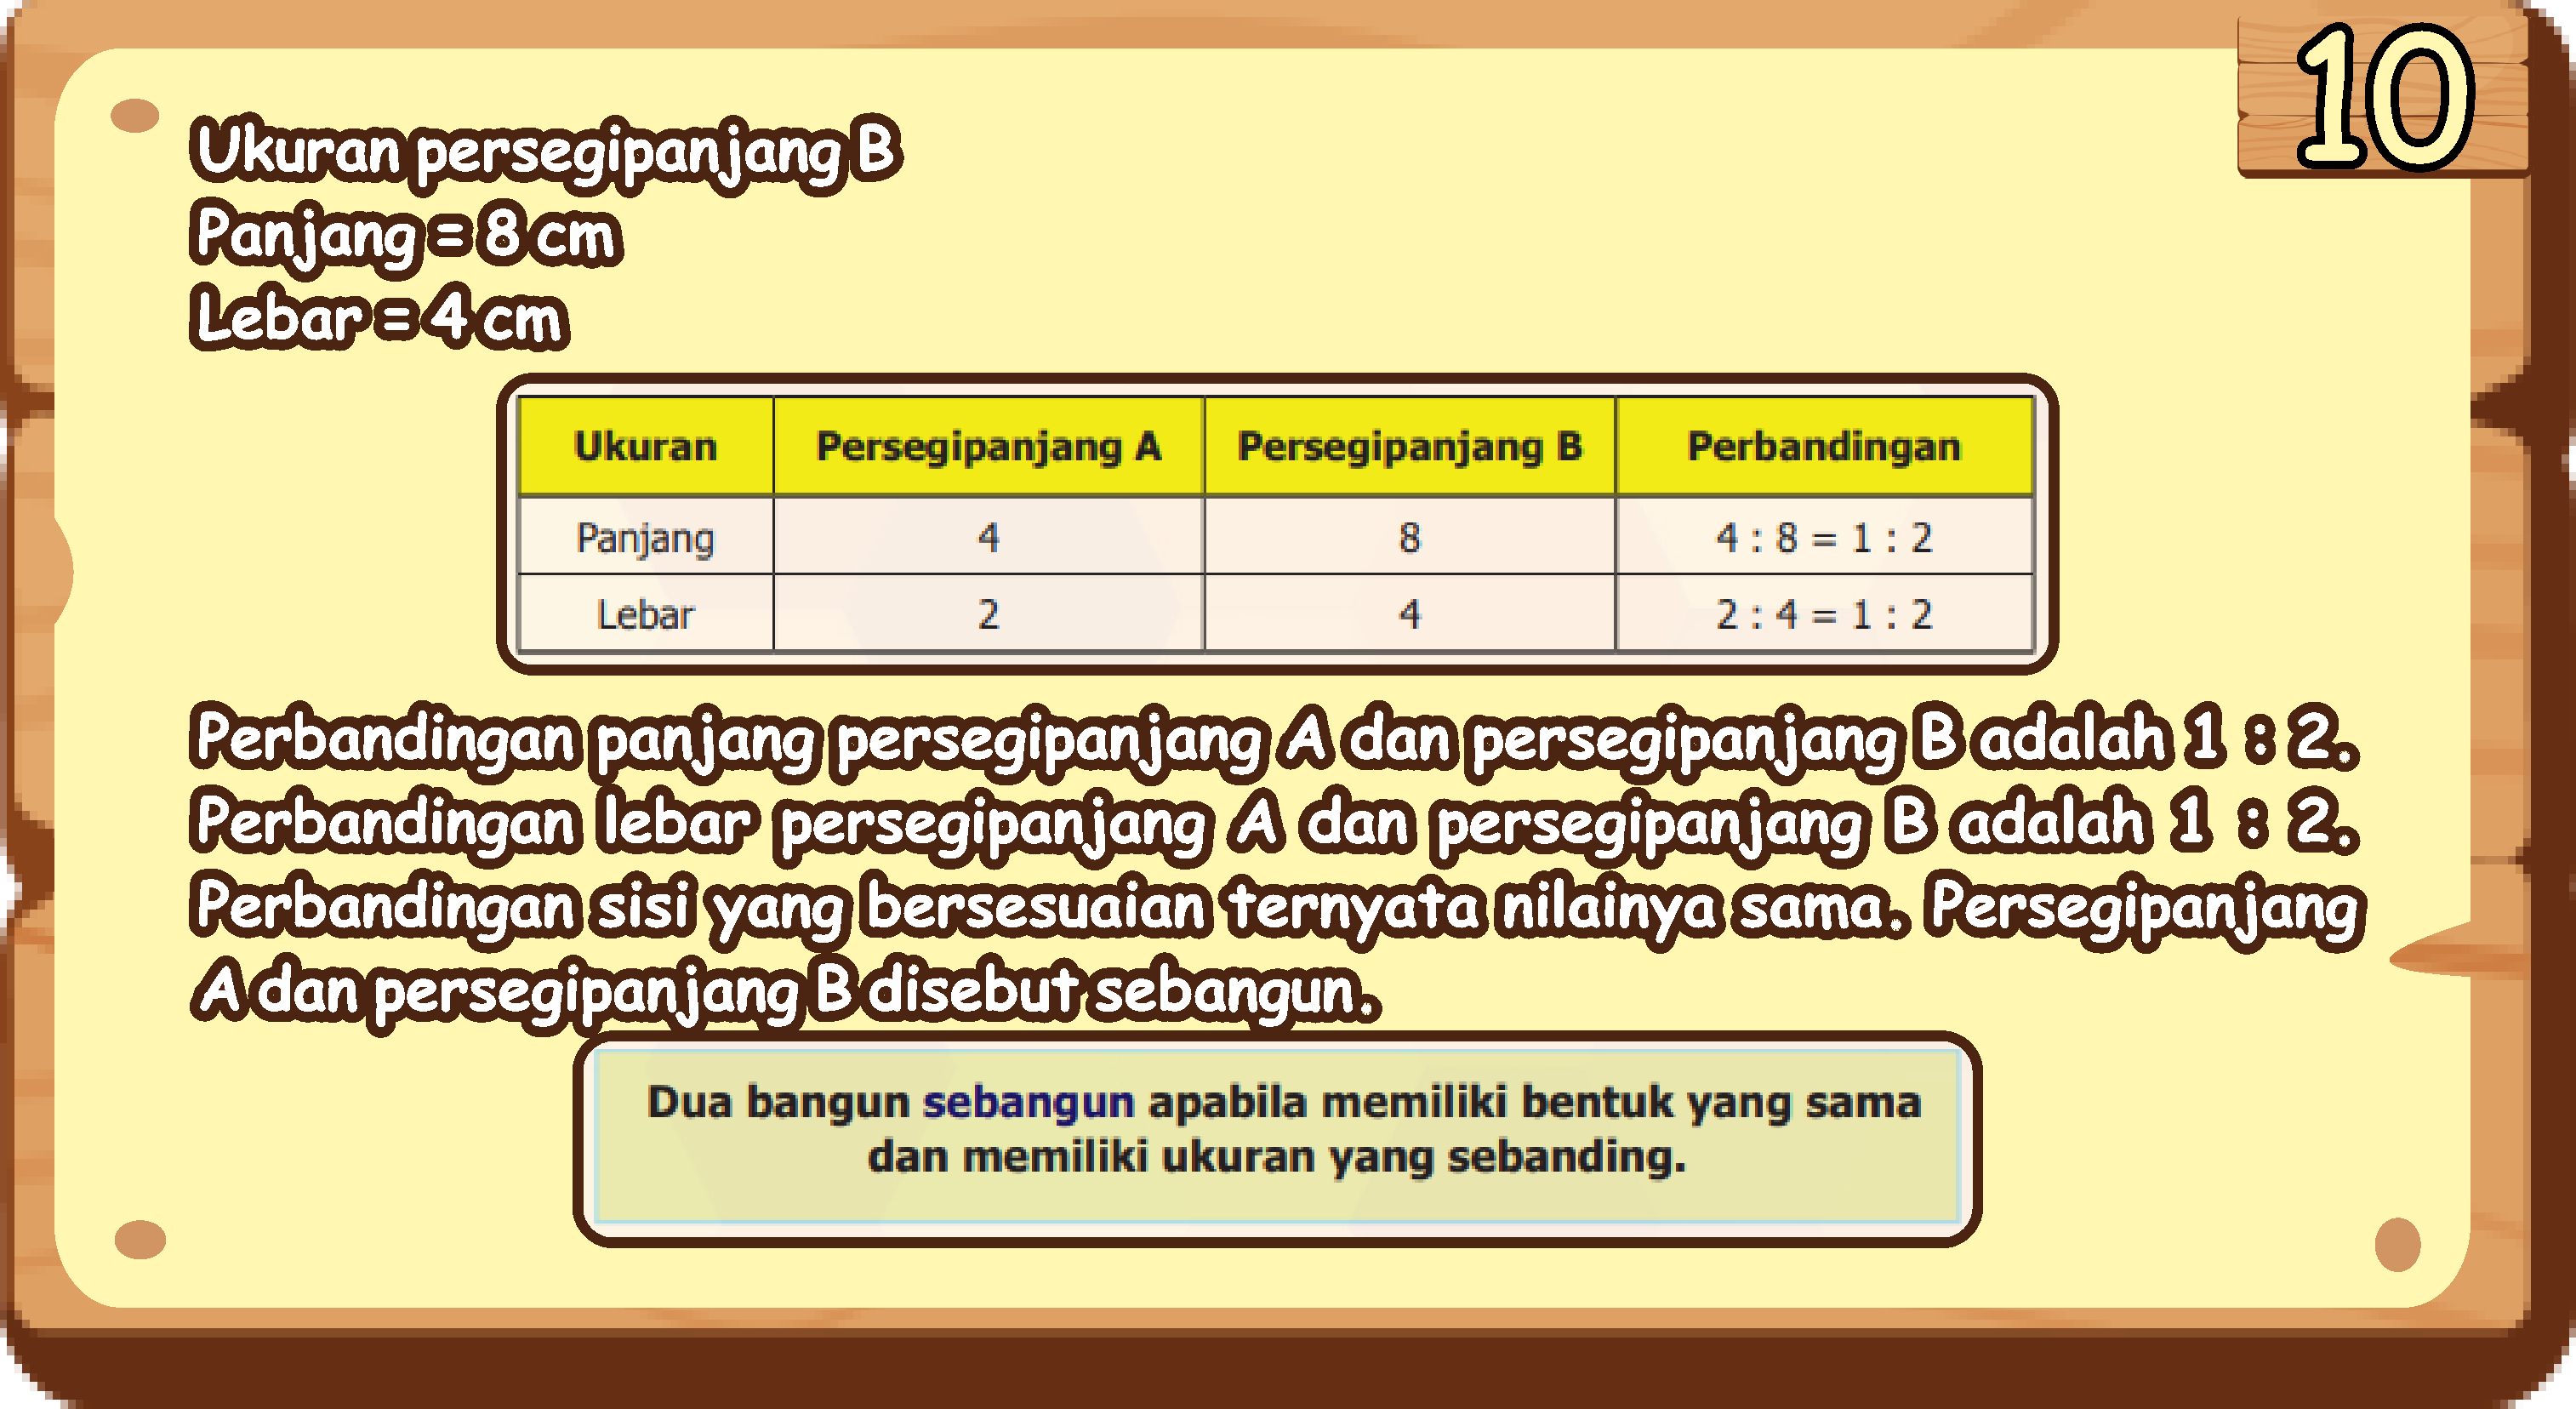 10
Ukuran persegipanjang B
Panjang = 8 cm
Lebar = 4 cm
Ukuran Persegipanjang A Persegipanjang B Perbandingan
Panjang 4 8 4 : 8 = 1 : 2
Lebar 2 4 2 : 4 = 1 : 2
Perbandingan panjang persegipanjang A dan persegipanjang B adalah 1 : 2.
Perbandingan lebar persegipanjang A dan persegipanjang B adalah 1 : 2.
Perbandingan sisi yang bersesuaian ternyata nilainya sama. Persegipanjang
A dan persegipanjang B disebut sebangun.
Dua bangun sebangun apabila memiliki bentuk yang sama
dan memiliki ukuran yang sebanding.